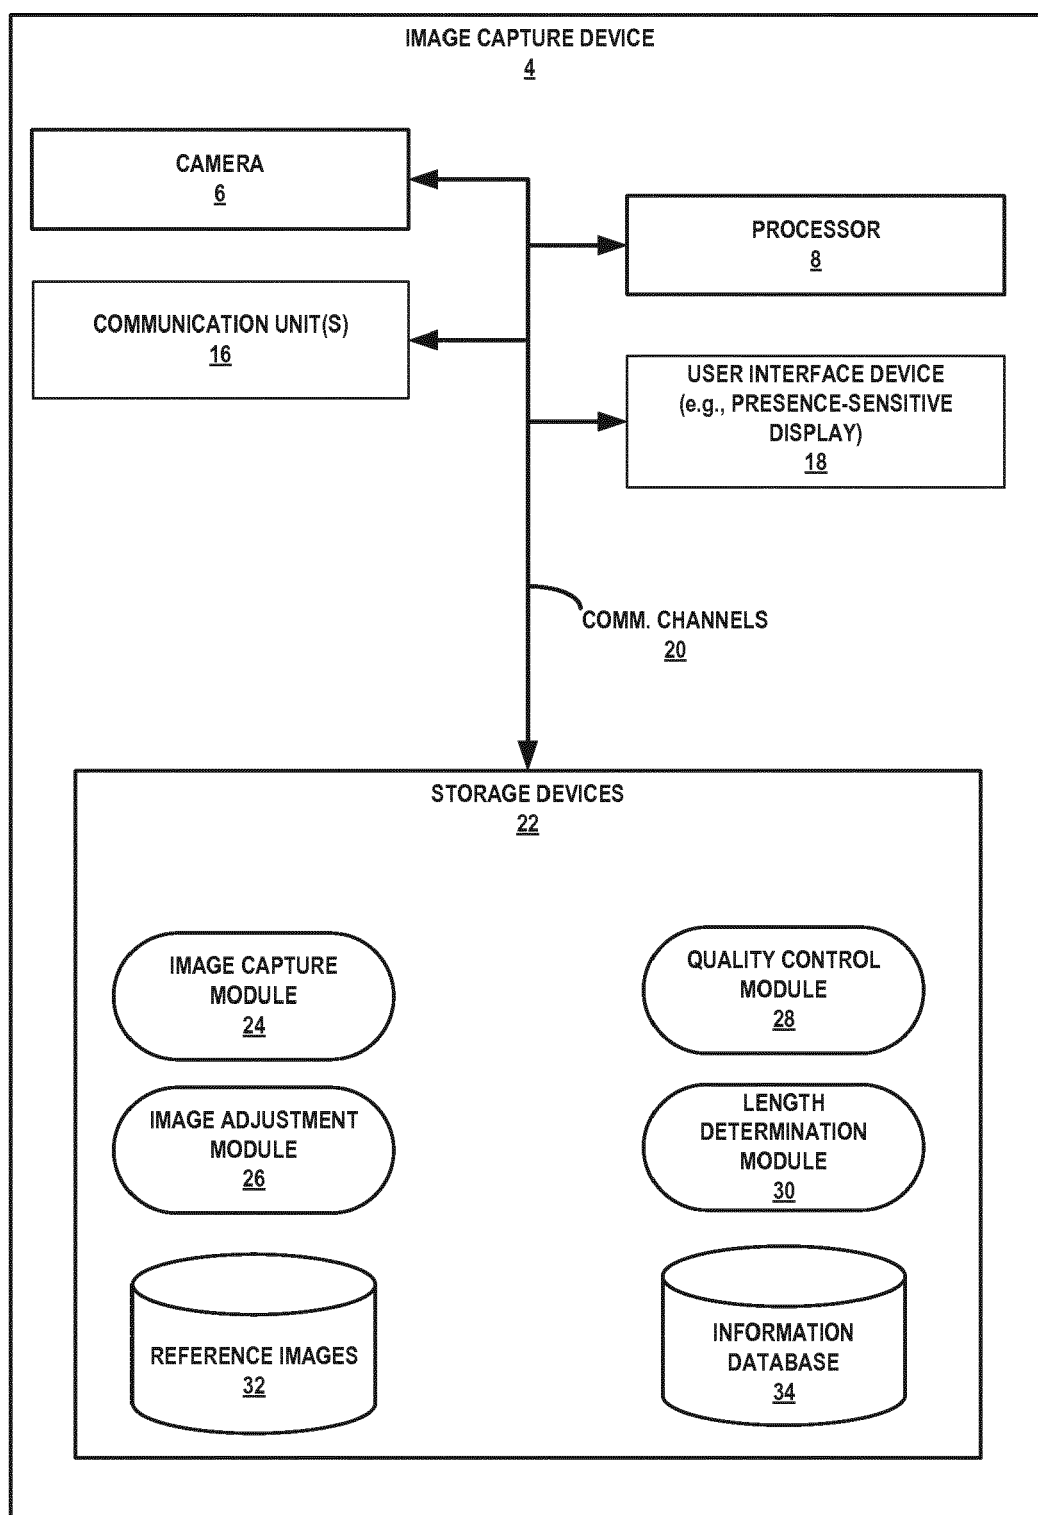 IMAGE CAPTURE DEVICE
4
CAMERA
6
PROCESSOR
8
COMMUNICATION UNIT(S)
16
USER INTERFACE DEVICE
(e.g., PRESENCE-SENSITIVE
DISPLAY)
18
COMM. CHANNELS
20
STORAGE DEVICES
22
IMAGE CAPTURE
MODULE
24
QUALITY CONTROL
MODULE
28
IMAGE ADJUSTMENT
MODULE
26
LENGTH
DETERMINATION
MODULE
30
REFERENCE IMAGES
32
INFORMATION
DATABASE
34